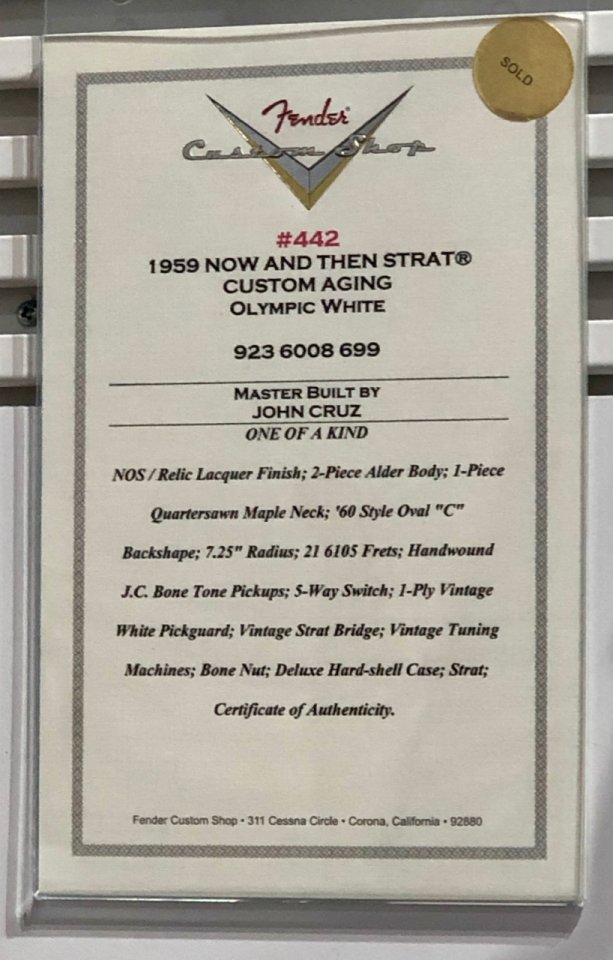 SOLD
Fender®
Custom Shop
#442
1959 NOW AND THEN STRAT®
CUSTOM AGING
OLYMPIC WHITE
923 6008 699
MASTER BUILT BY
JOHN CRUZ
ONE OF A KIND
NOS / Relic Lacquer Finish; 2-Piece Alder Body; 1-Piece
Quartersawn Maple Neck; '60 Style Oval "C"
Backshape; 7.25" Radius; 21 6105 Frets; Handwound
J.C. Bone Tone Pickups; 5-Way Switch; 1-Ply Vintage
White Pickguard; Vintage Strat Bridge; Vintage Tuning
Machines; Bone Nut; Deluxe Hard-shell Case; Strat;
Certificate of Authenticity.
Fender Custom Shop • 311 Cessna Circle • Corona, California • 92880